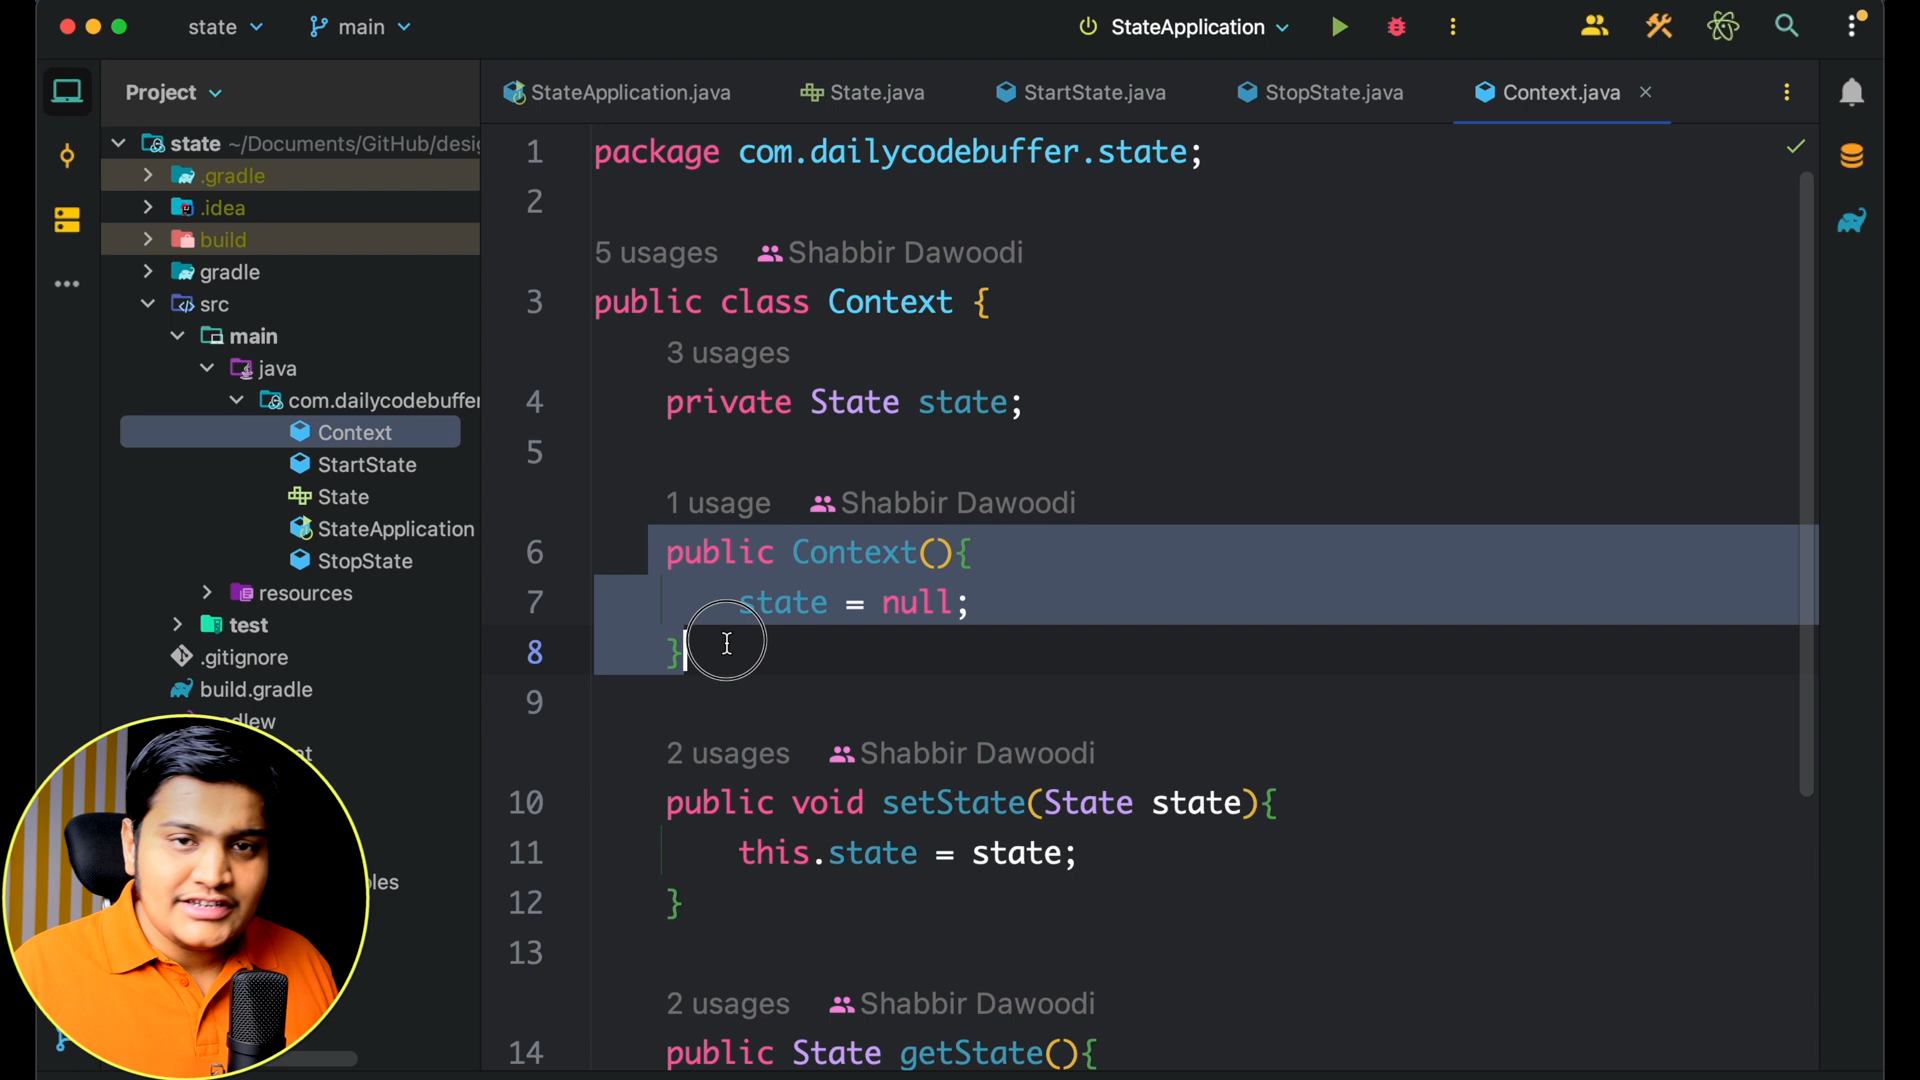 state
main
StateApplication
Project
StateApplication.java
State.java
StartState.java
StopState.java
Context.java
state ~/Documents/GitHub/desig
.gradle
.idea
build
gradle
src
main
java
com.dailycodebuffer
Context
StartState
State
StateApplication
StopState
resources
test
.gitignore
build.gradle
1 package com.dailycodebuffer.state;
2
5 usages Shabbir Dawoodi
3 public class Context {
3 usages
4 private State state;
5
1 usage Shabbir Dawoodi
6 public Context(){
7 state = null;
8 }
9
2 usages Shabbir Dawoodi
10 public void setState(State state){
11 this.state = state;
12 }
13
2 usages Shabbir Dawoodi
14 public State getState(){